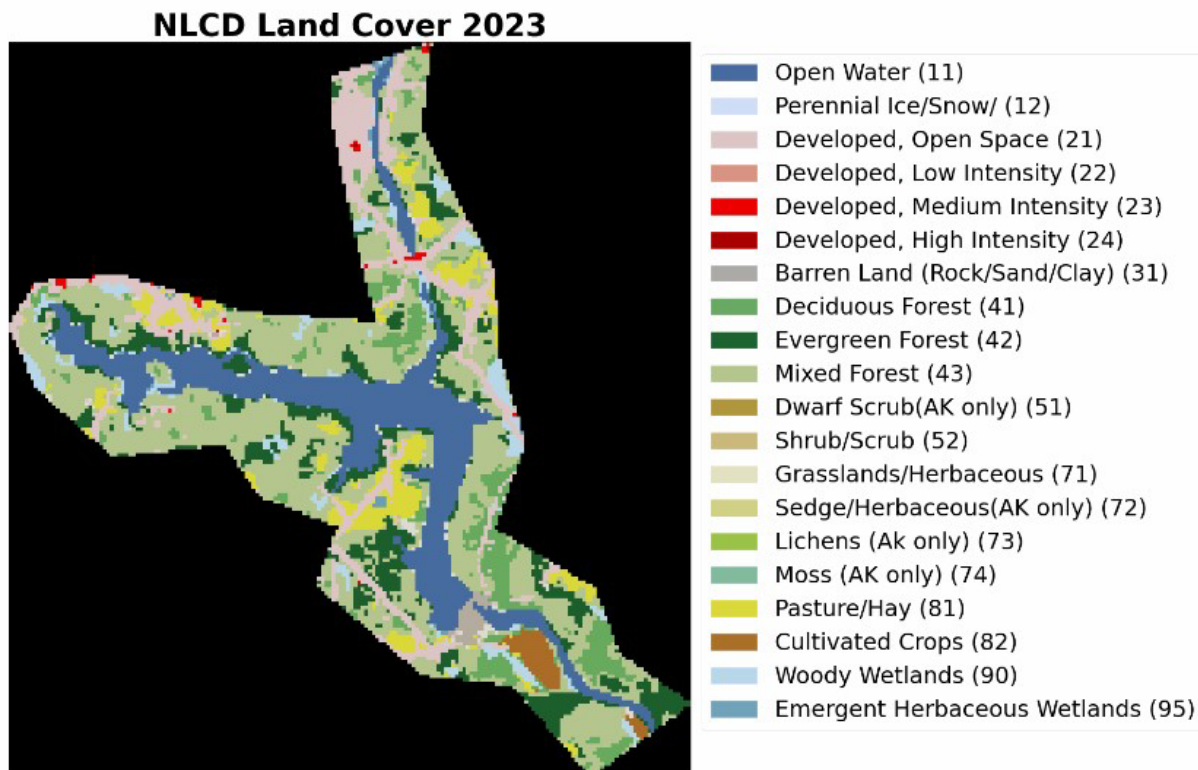 NLCD Land Cover 2023
Open Water (11)
Perennial Ice/Snow/ (12)
Developed, Open Space (21)
Developed, Low Intensity (22)
Developed, Medium Intensity (23)
Developed, High Intensity (24)
Barren Land (Rock/Sand/Clay) (31)
Deciduous Forest (41)
Evergreen Forest (42)
Mixed Forest (43)
Dwarf Scrub(AK only) (51)
Shrub/Scrub (52)
Grasslands/Herbaceous (71)
Sedge/Herbaceous(AK only) (72)
Lichens (Ak only) (73)
Moss (AK only) (74)
Pasture/Hay (81)
Cultivated Crops (82)
Woody Wetlands (90)
Emergent Herbaceous Wetlands (95)